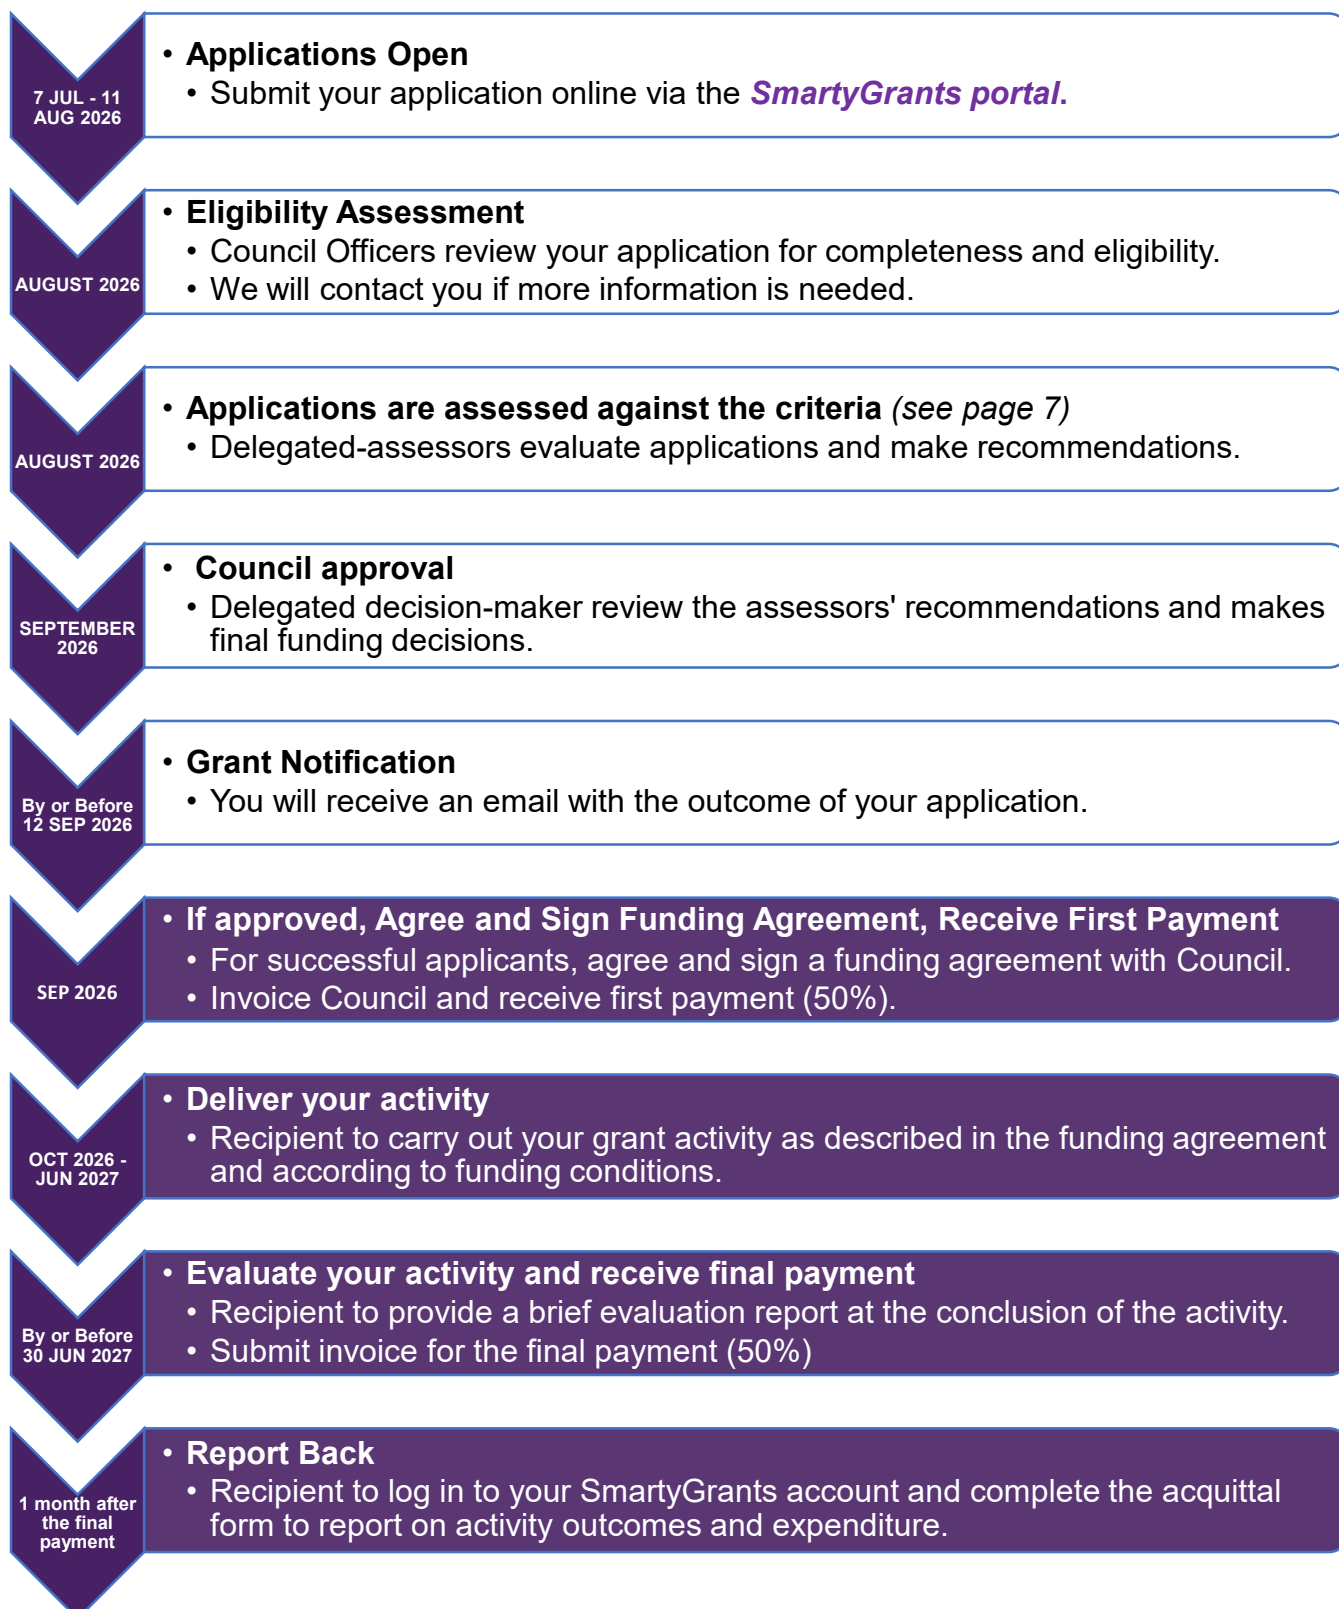 7 JUL - 11
AUG 2026
• Applications Open
• Submit your application online via the SmartyGrants portal.
AUGUST 2026
• Eligibility Assessment
• Council Officers review your application for completeness and eligibility.
• We will contact you if more information is needed.
AUGUST 2026
• Applications are assessed against the criteria (see page 7)
• Delegated-assessors evaluate applications and make recommendations.
SEPTEMBER
2026
• Council approval
• Delegated decision-maker review the assessors' recommendations and makes
final funding decisions.
By or Before
12 SEP 2026
• Grant Notification
• You will receive an email with the outcome of your application.
SEP 2026
• If approved, Agree and Sign Funding Agreement, Receive First Payment
• For successful applicants, agree and sign a funding agreement with Council.
• Invoice Council and receive first payment (50%).
OCT 2026 -
JUN 2027
• Deliver your activity
• Recipient to carry out your grant activity as described in the funding agreement
and according to funding conditions.
By or Before
30 JUN 2027
• Evaluate your activity and receive final payment
• Recipient to provide a brief evaluation report at the conclusion of the activity.
• Submit invoice for the final payment (50%)
1 month after
the final
payment
• Report Back
• Recipient to log in to your SmartyGrants account and complete the acquittal
form to report on activity outcomes and expenditure.